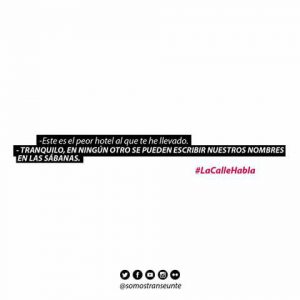 -Este es el peor hotel al que te he llevado.
- TRANQUILO, EN NINGÚN OTRO SE PUEDEN ESCRIBIR NUESTROS NOMBRES
EN LAS SÁBANAS.
#LaCalleHabla
@somostranseunte